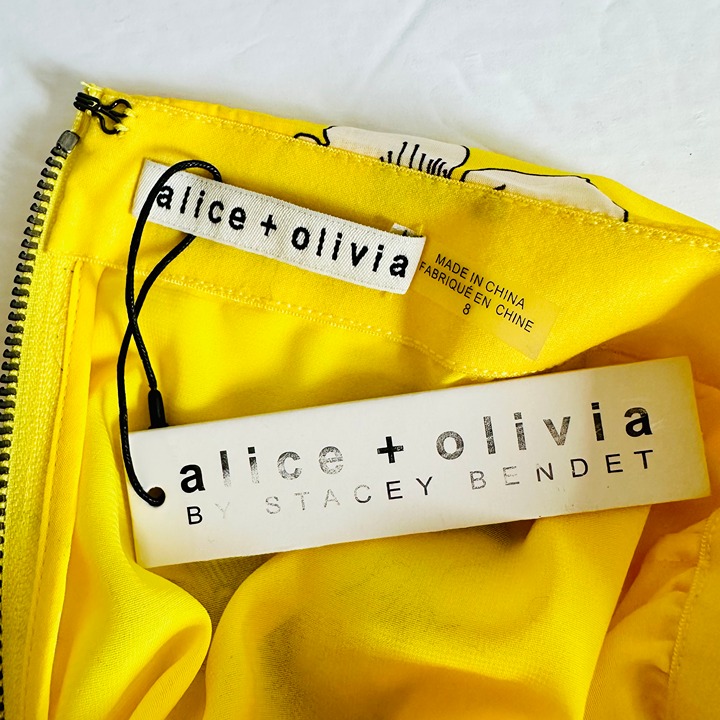 alice + olivia
MADE IN CHINA
FABRIQUÉ EN CHINE
8
alice + olivia
BY STACEY BENDET